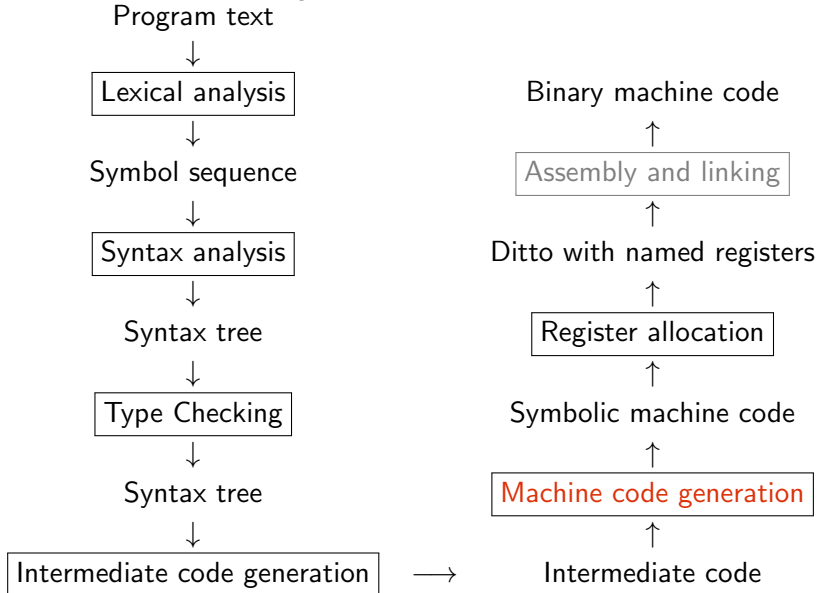 Program text
Lexical analysis
Symbol sequence
Syntax analysis
Syntax tree
Type Checking
Syntax tree
Intermediate code generation
Binary machine code
Assembly and linking
Ditto with named registers
Register allocation
Symbolic machine code
Machine code generation
Intermediate code